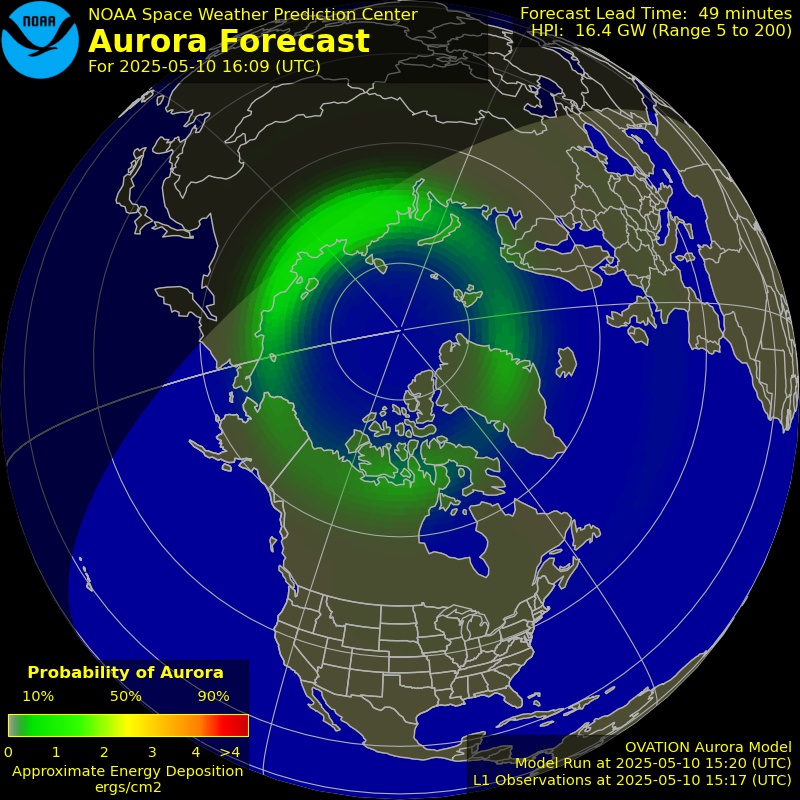 NOAA
NOAA Space Weather Prediction Center
Aurora Forecast
For 2025-05-10 16:09 (UTC)
Forecast Lead Time: 49 minutes
HPI: 16.4 GW (Range 5 to 200)
Probability of Aurora
10% 50% 90%
0 1 2 3 4 >4
Approximate Energy Deposition
ergs/cm2
OVATION Aurora Model
Model Run at 2025-05-10 15:20 (UTC)
L1 Observations at 2025-05-10 15:17 (UTC)